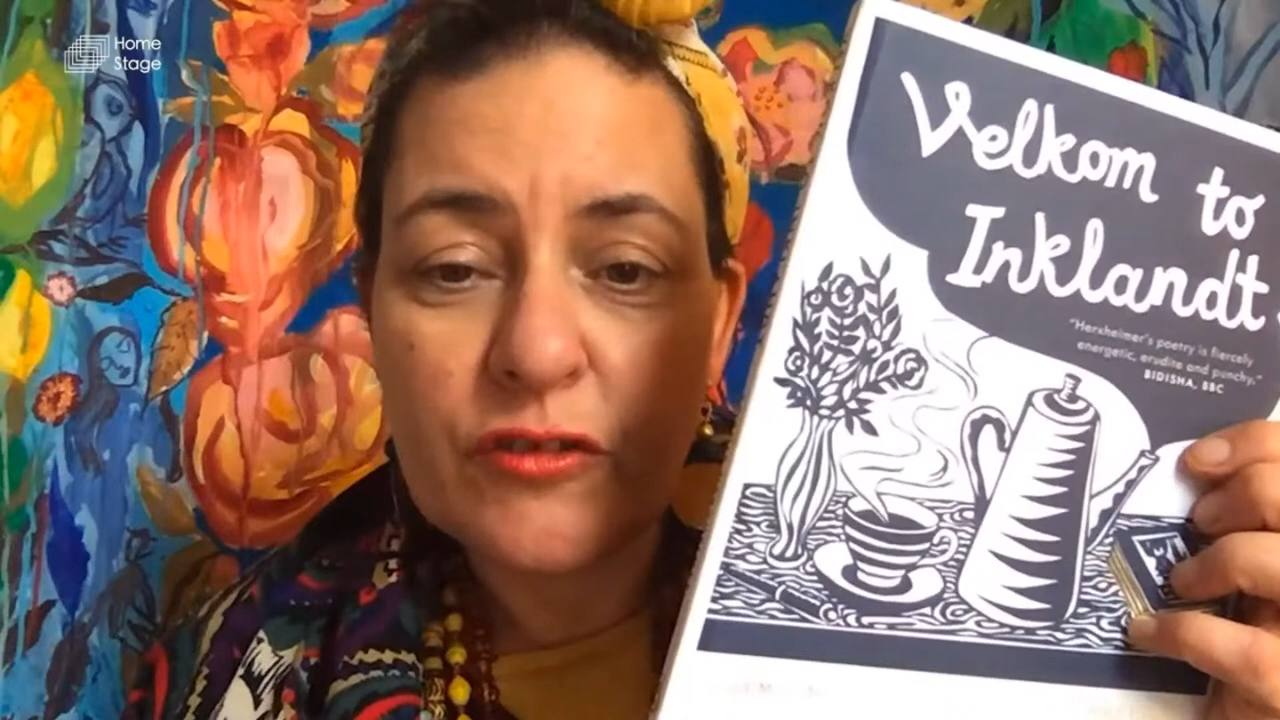 Home
Stage
Velkom to
Inklandt
"Herxheimer's poetry is fiercely
energetic, erudite and punchy."
BIDISHA, BBC